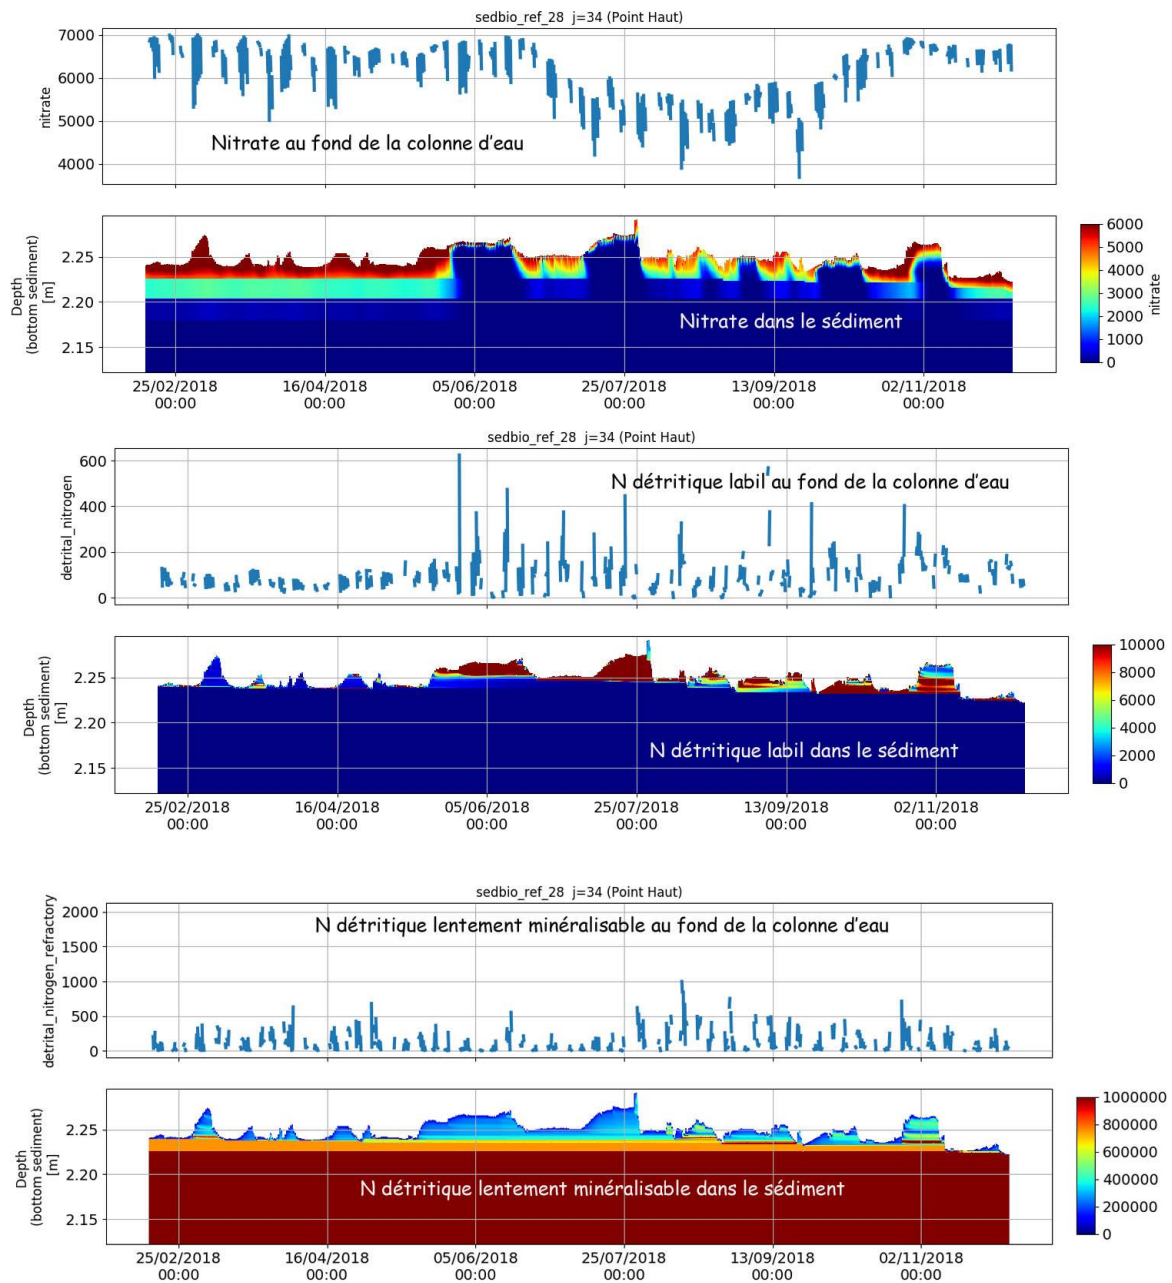 sedbio_ref_28 j=34 (Point Haut)
7000
6000
5000
4000
nitrate
Nitrate au fond de la colonne d'eau
2.25
2.20
2.15
Depth
(bottom sediment)
[m]
Nitrate dans le sédiment
6000
5000
4000
3000
2000
1000
0
nitrate
25/02/2018 16/04/2018 05/06/2018 25/07/2018 13/09/2018 02/11/2018
00:00 00:00 00:00 00:00 00:00 00:00
sedbio_ref_28 j=34 (Point Haut)
600
400
200
0
detrital_nitrogen
N détritique labil au fond de la colonne d'eau
2.25
2.20
2.15
Depth
(bottom sediment)
[m]
N détritique labil dans le sédiment
10000
8000
6000
4000
2000
0
25/02/2018 16/04/2018 05/06/2018 25/07/2018 13/09/2018 02/11/2018
00:00 00:00 00:00 00:00 00:00 00:00
sedbio_ref_28 j=34 (Point Haut)
2000
1500
1000
500
0
detrital_nitrogen_refractory
N détritique lentement minéralisable au fond de la colonne d'eau
2.25
2.20
2.15
Depth
(bottom sediment)
[m]
N détritique lentement minéralisable dans le sédiment
1000000
800000
600000
400000
200000
0
25/02/2018 16/04/2018 05/06/2018 25/07/2018 13/09/2018 02/11/2018
00:00 00:00 00:00 00:00 00:00 00:00